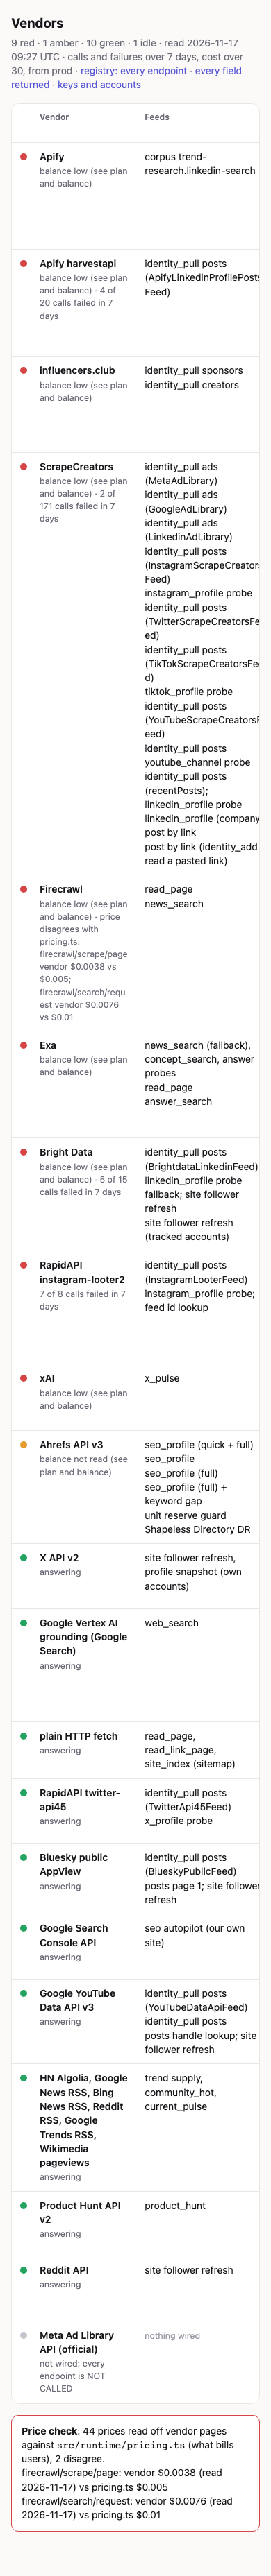 Vendors
9 red · 1 amber · 10 green · 1 idle · read 2026-11-17
09:27 UTC · calls and failures over 7 days, cost over
30, from prod · registry: every endpoint · every field
returned · keys and accounts
Vendor Feeds
Apify
balance low (see plan
and balance)
corpus trend-
research.linkedin-search
Apify harvestapi
balance low (see plan
and balance) · 4 of
20 calls failed in 7
days
identity_pull posts
(ApifyLinkedinProfilePosts
Feed)
influencers.club
balance low (see plan
and balance)
identity_pull sponsors
identity_pull creators
ScrapeCreators
balance low (see plan
and balance) · 2 of
171 calls failed in 7
days
identity_pull ads
(MetaAdLibrary)
identity_pull ads
(GoogleAdLibrary)
identity_pull ads
(LinkedinAdLibrary)
identity_pull posts
(InstagramScrapeCreators
Feed)
instagram_profile probe
identity_pull posts
(TwitterScrapeCreatorsFe
ed)
identity_pull posts
(TikTokScrapeCreatorsFee
d)
tiktok_profile probe
identity_pull posts
(YouTubeScrapeCreatorsF
eed)
identity_pull posts
youtube_channel probe
identity_pull posts
(recentPosts);
linkedin_profile probe
linkedin_profile (company
post by link
post by link (identity_add
read a pasted link)
Firecrawl
balance low (see plan
and balance) · price
disagrees with
pricing.ts:
firecrawl/scrape/page
vendor $0.0038 vs
$0.005;
firecrawl/search/requ
est vendor $0.0076
vs $0.01
read_page
news_search
Exa
balance low (see plan
and balance)
news_search (fallback),
concept_search, answer
probes
read_page
answer_search
Bright Data
balance low (see plan
and balance) · 5 of 15
calls failed in 7 days
identity_pull posts
(BrightdataLinkedinFeed)
linkedin_profile probe
fallback; site follower
refresh
site follower refresh
(tracked accounts)
RapidAPI
instagram-looter2
7 of 8 calls failed in 7
days
identity_pull posts
(InstagramLooterFeed)
instagram_profile probe;
feed id lookup
xAI
balance low (see plan
and balance)
x_pulse
Ahrefs API v3
balance not read (see
plan and balance)
seo_profile (quick + full)
seo_profile
seo_profile (full)
seo_profile (full) +
keyword gap
unit reserve guard
Shapeless Directory DR
X API v2
answering
site follower refresh,
profile snapshot (own
accounts)
Google Vertex AI
grounding (Google
Search)
answering
web_search
plain HTTP fetch
answering
read_page,
read_link_page,
site_index (sitemap)
RapidAPI twitter-
api45
answering
identity_pull posts
(TwitterApi45Feed)
x_profile probe
Bluesky public
AppView
answering
identity_pull posts
(BlueskyPublicFeed)
posts page 1; site follower
refresh
Google Search
Console API
answering
seo autopilot (our own
site)
Google YouTube
Data API v3
answering
identity_pull posts
(YouTubeDataApiFeed)
identity_pull posts
posts handle lookup; site
follower refresh
HN Algolia, Google
News RSS, Bing
News RSS, Reddit
RSS, Google
Trends RSS,
Wikimedia
pageviews
answering
trend supply,
community_hot,
current_pulse
Product Hunt API
v2
answering
product_hunt
Reddit API
answering
site follower refresh
Meta Ad Library
API (official)
not wired: every
endpoint is NOT
CALLED
nothing wired
Price check: 44 prices read off vendor pages
against src/runtime/pricing.ts (what bills
users), 2 disagree.
firecrawl/scrape/page: vendor $0.0038 (read
2026-11-17) vs pricing.ts $0.005
firecrawl/search/request: vendor $0.0076 (read
2026-11-17) vs pricing.ts $0.01